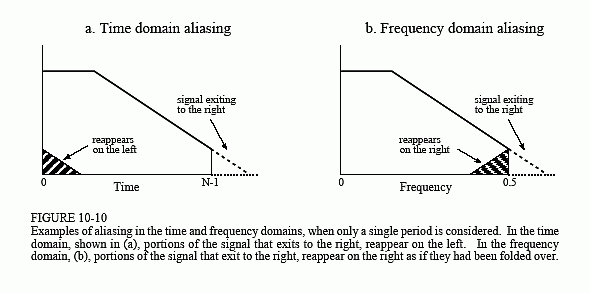 a. Time domain aliasing
b. Frequency domain aliasing
signal exiting
to the right
reappears
on the left
0
Time
N-1
signal exiting
to the right
reappears
on the right
0
Frequency
0.5
FIGURE 10-10
Examples of aliasing in the time and frequency domains, when only a single period is considered. In the time
domain, shown in (a), portions of the signal that exits to the right, reappear on the left. In the frequency
domain, (b), portions of the signal that exit to the right, reappear on the right as if they had been folded over.